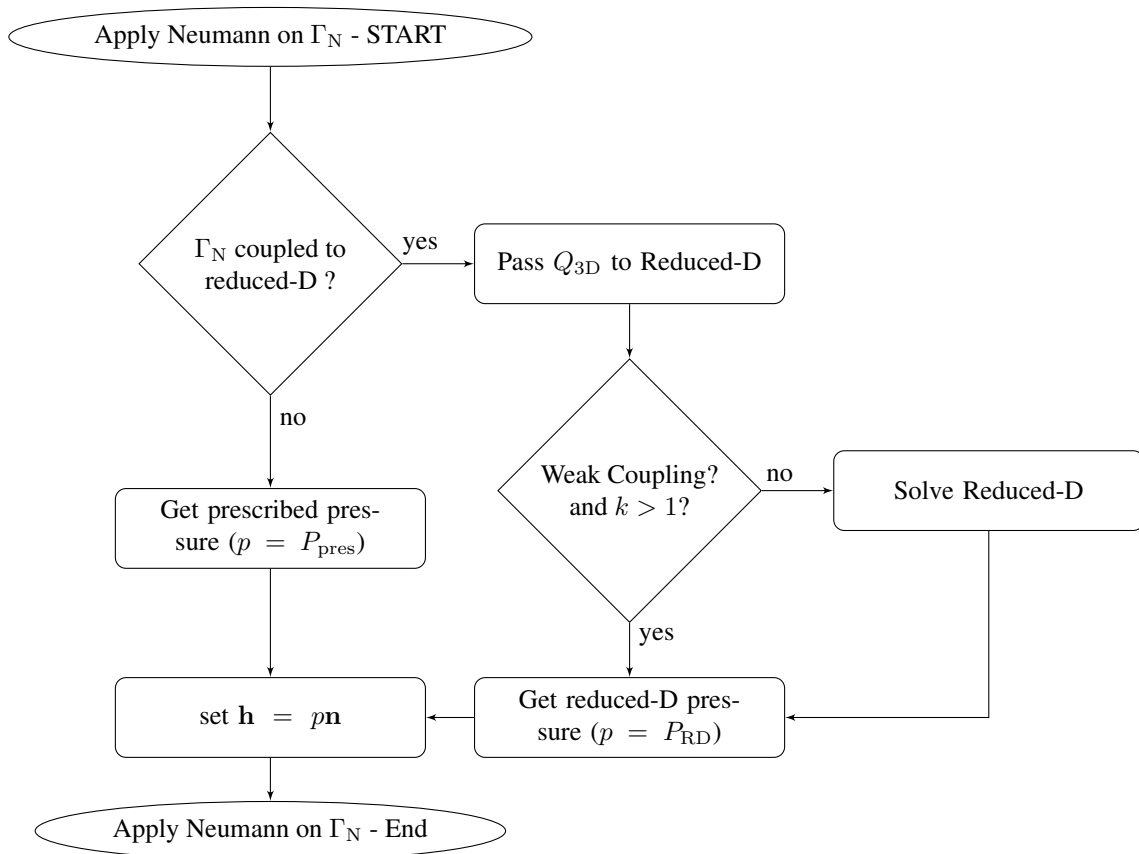 Apply Neumann on Γ_N - START
Γ_N coupled to
reduced-D ?
yes
Pass Q_3D to Reduced-D
no
Weak Coupling?
and k > 1?
no
Solve Reduced-D
Get prescribed pres-
sure (p = P_pres)
yes
set h = pn
Get reduced-D pres-
sure (p = P_RD)
Apply Neumann on Γ_N - End